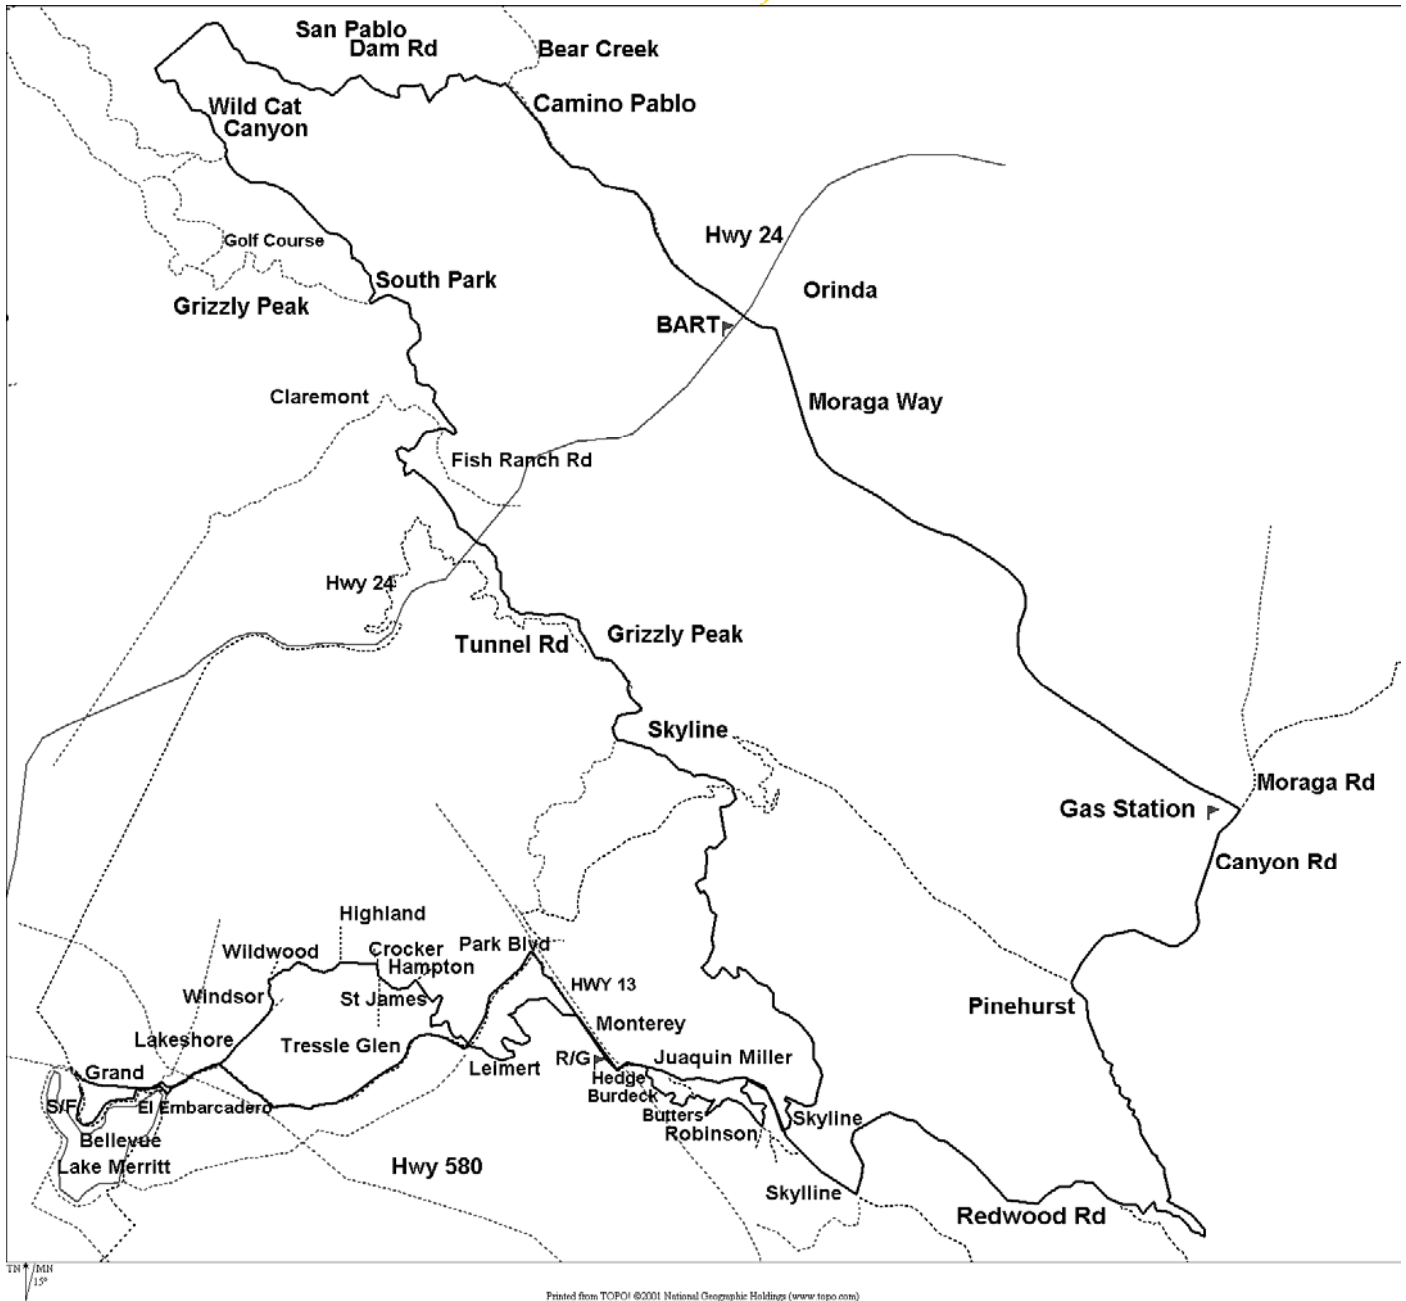 San Pablo
Dam Rd
Bear Creek
Wild Cat
Canyon
Camino Pablo
Hwy 24
Golf Course
South Park
Orinda
Grizzly Peak
BART
Claremont
Moraga Way
Fish Ranch Rd
Hwy 24
Tunnel Rd
Grizzly Peak
Skyline
Moraga Rd
Gas Station
Canyon Rd
Highland
Wildwood
Crocker
Park Blvd
Hampton
HWY 13
Windsor
St James
Pinehurst
Monterey
Lakeshore
Tressle Glen
R/G
Juaquin Miller
Leimert
Grand
Hedge
Burdeck
S/F
El Embarcadero
Butters
Skyline
Bellevue
Robinson
Lake Merritt
Hwy 580
Skylline
Redwood Rd
TN MN
15°
Printed from TOPO! ©2001 National Geographic Holdings (www.topo.com)